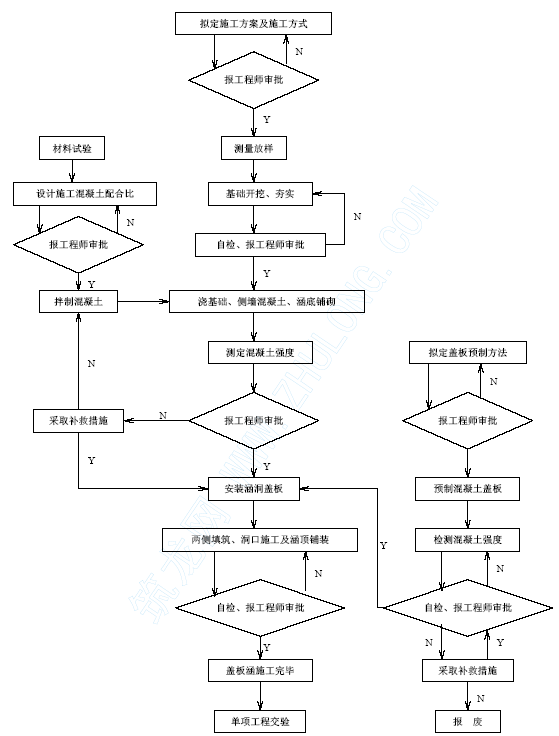 拟定施工方案及施工方式
N
报工程师审批
Y
材料试验
测量放样
设计施工混凝土配合比
基础开挖、夯实
N
N
报工程师审批
自检、报工程师审批
Y
Y
拌制混凝土
浇基础、侧墙混凝土、涵底铺砌
测定混凝土强度
拟定盖板预制方法
N
N
采取补救措施
N
报工程师审批
报工程师审批
Y
Y
Y
安装涵洞盖板
预制混凝土盖板
两侧填筑、洞口施工及涵顶铺装
检测混凝土强度
Y
N
N
自检、报工程师审批
自检、报工程师审批
Y
N
Y
盖板涵施工完毕
采取补救措施
N
单项工程交验
报 废
筑龙网 WWW.ZHULONG.COM